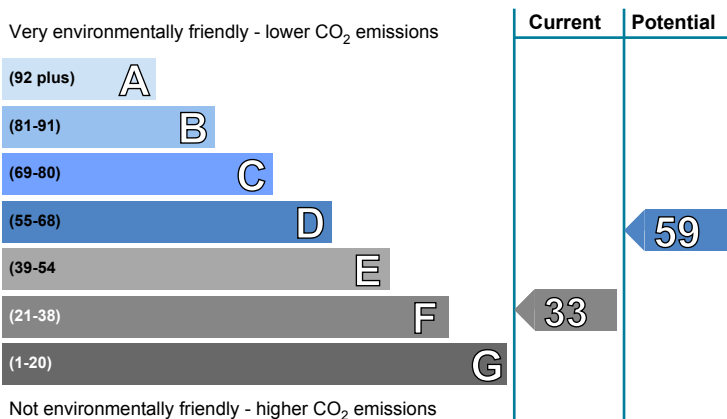 Current Potential
Very environmentally friendly - lower CO2 emissions
(92 plus) A
(81-91) B
(69-80) C
(55-68) D
59
(39-54 E
(21-38) F
33
(1-20) G
Not environmentally friendly - higher CO2 emissions